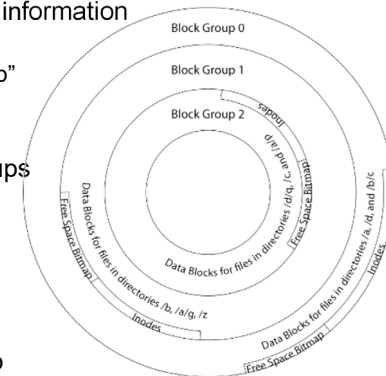 information
o”
ups
o
Block Group 0
Block Group 1
Block Group 2
Inodes
Free Space Bitmap
Data Blocks for files in directories /d/q, /c, and /a/p
Data Blocks for files in directories /b, /a/g, /z
Free Space Bitmap
Inodes
Data Blocks for files in directories /a, /d, and /b/c
Free Space Bitmap
Inodes